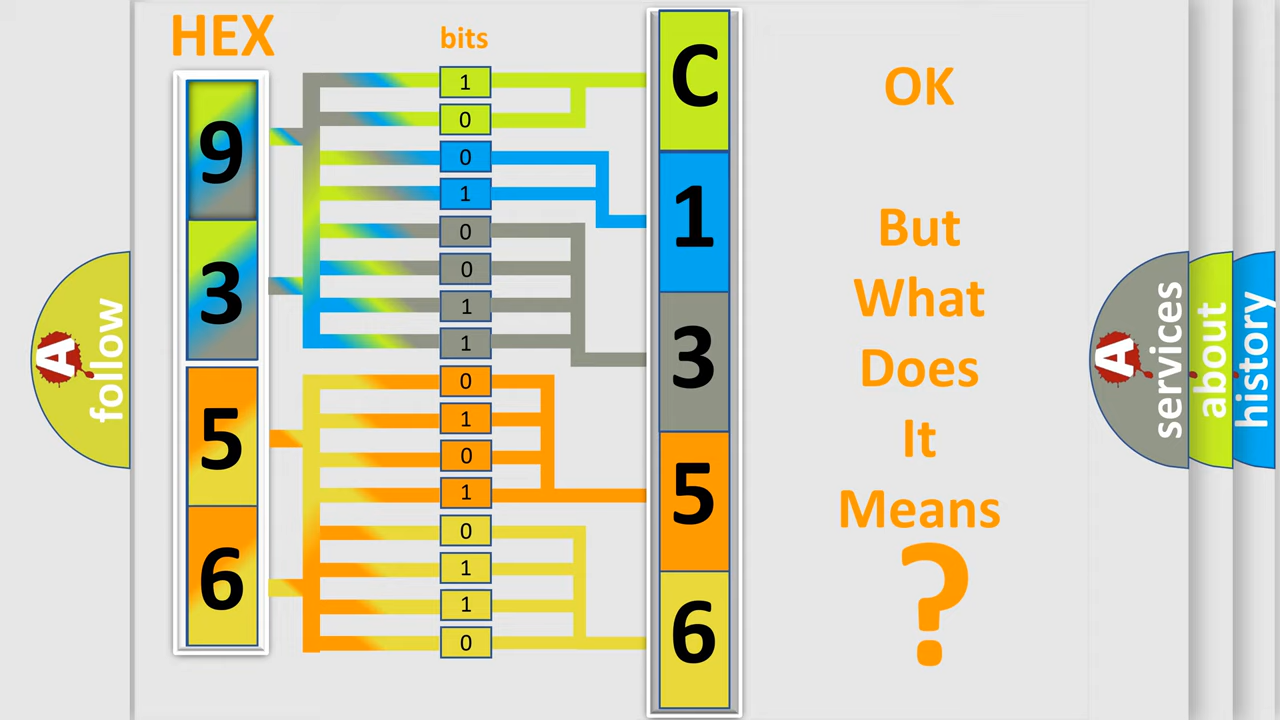 HEX
bits
9
3
5
6
1
0
0
1
0
0
1
1
0
1
0
1
0
1
1
0
C
1
3
5
6
OK
But
What
Does
It
Means
?
A
follow
A
services
about
history